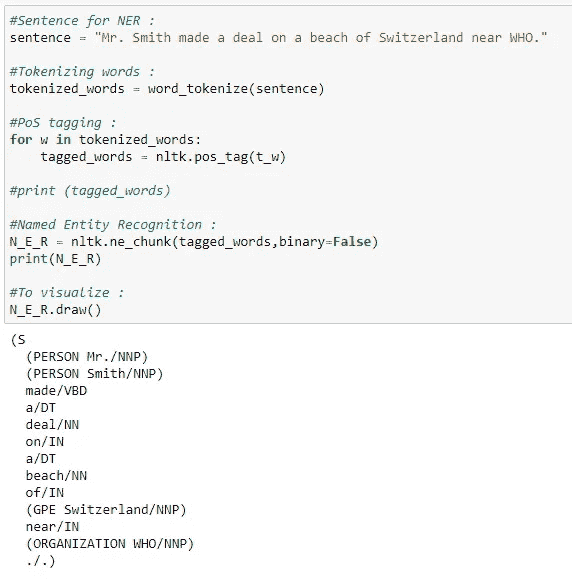 #Sentence for NER :
sentence = "Mr. Smith made a deal on a beach of Switzerland near WHO."

#Tokenizing words :
tokenized_words = word_tokenize(sentence)

#PoS tagging :
for w in tokenized_words:
    tagged_words = nltk.pos_tag(t_w)

#print (tagged_words)

#Named Entity Recognition :
N_E_R = nltk.ne_chunk(tagged_words,binary=False)
print(N_E_R)

#To visualize :
N_E_R.draw()

(S
  (PERSON Mr./NNP)
  (PERSON Smith/NNP)
  made/VBD
  a/DT
  deal/NN
  on/IN
  a/DT
  beach/NN
  of/IN
  (GPE Switzerland/NNP)
  near/IN
  (ORGANIZATION WHO/NNP)
  ./.)